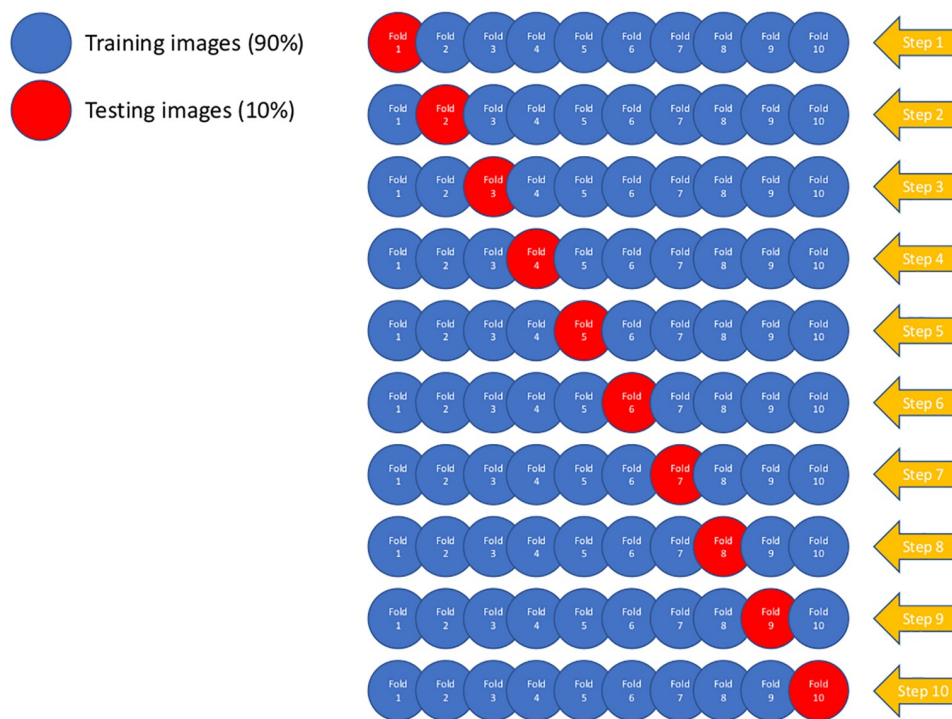 Training images (90%)
Testing images (10%)
Fold 1 Fold 2 Fold 3 Fold 4 Fold 5 Fold 6 Fold 7 Fold 8 Fold 9 Fold 10 Step 1
Fold 1 Fold 2 Fold 3 Fold 4 Fold 5 Fold 6 Fold 7 Fold 8 Fold 9 Fold 10 Step 2
Fold 1 Fold 2 Fold 3 Fold 4 Fold 5 Fold 6 Fold 7 Fold 8 Fold 9 Fold 10 Step 3
Fold 1 Fold 2 Fold 3 Fold 4 Fold 5 Fold 6 Fold 7 Fold 8 Fold 9 Fold 10 Step 4
Fold 1 Fold 2 Fold 3 Fold 4 Fold 5 Fold 6 Fold 7 Fold 8 Fold 9 Fold 10 Step 5
Fold 1 Fold 2 Fold 3 Fold 4 Fold 5 Fold 6 Fold 7 Fold 8 Fold 9 Fold 10 Step 6
Fold 1 Fold 2 Fold 3 Fold 4 Fold 5 Fold 6 Fold 7 Fold 8 Fold 9 Fold 10 Step 7
Fold 1 Fold 2 Fold 3 Fold 4 Fold 5 Fold 6 Fold 7 Fold 8 Fold 9 Fold 10 Step 8
Fold 1 Fold 2 Fold 3 Fold 4 Fold 5 Fold 6 Fold 7 Fold 8 Fold 9 Fold 10 Step 9
Fold 1 Fold 2 Fold 3 Fold 4 Fold 5 Fold 6 Fold 7 Fold 8 Fold 9 Fold 10 Step 10